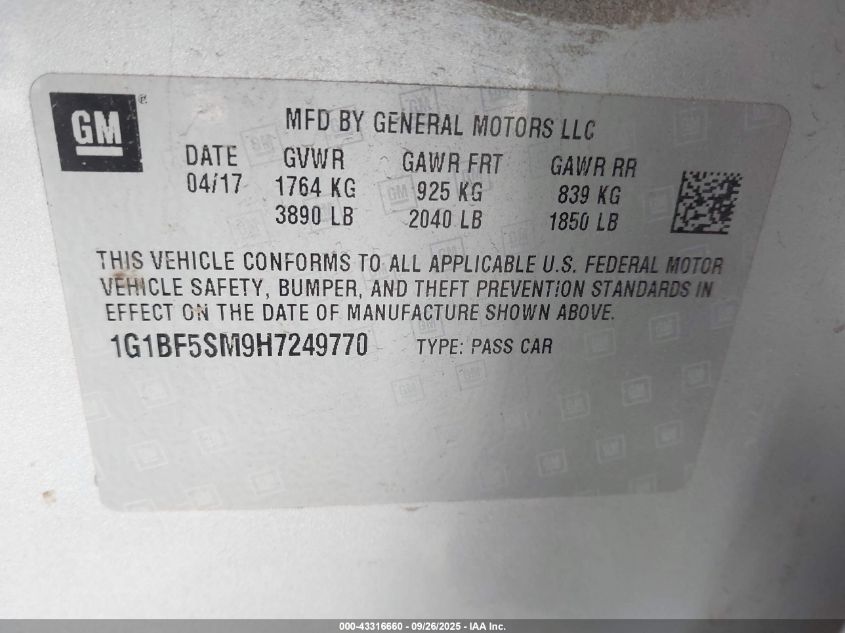 GM ®
MFD BY GENERAL MOTORS LLC
DATE GVWR GAWR FRT GAWR RR
04/17 1764 KG 925 KG 839 KG
3890 LB 2040 LB 1850 LB
THIS VEHICLE CONFORMS TO ALL APPLICABLE U.S. FEDERAL MOTOR
VEHICLE SAFETY, BUMPER, AND THEFT PREVENTION STANDARDS IN
EFFECT ON THE DATE OF MANUFACTURE SHOWN ABOVE.
1G1BF5SM9H7249770 TYPE: PASS CAR
000-43316660 - 09/26/2025 - IAA Inc.